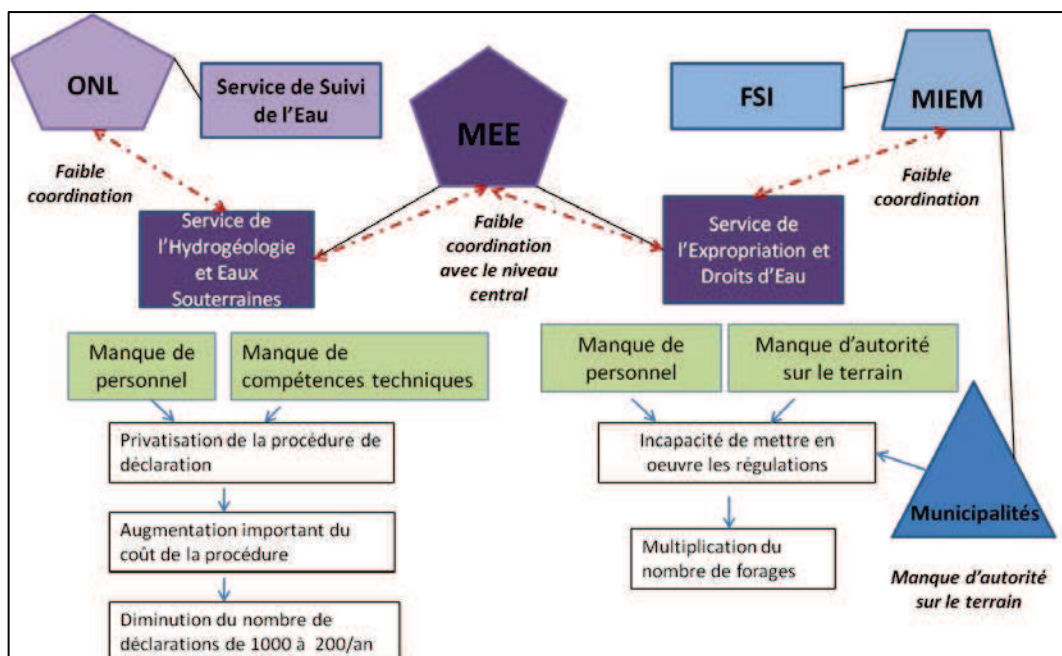 ONL
Service de Suivi
de l'Eau
MEE
FSI
MIEM
Faible
coordination
Faible
coordination
avec le niveau
central
Faible
coordination
Service de
l'Hydrogéologie
et Eaux
Souterraines
Service de
l'Expropriation et
Droits d'Eau
Manque de
personnel
Manque de
compétences techniques
Manque de
personnel
Manque d'autorité
sur le terrain
Privatisation de la procédure de
déclaration
Incapacité de mettre en
oeuvre les régulations
Augmentation important du
coût de la procédure
Multiplication du
nombre de forages
Municipalités
Manque d'autorité
sur le terrain
Diminution du nombre de
déclarations de 1000 à 200/an